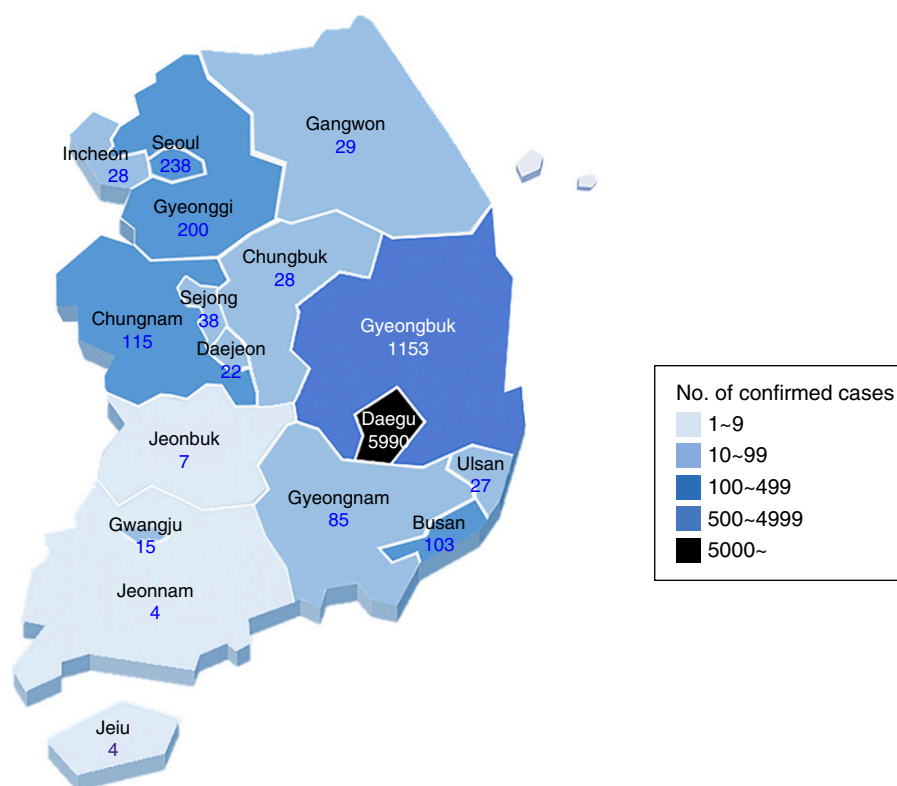 Gangwon
29
Seoul
238
Incheon
28
Gyeonggi
200
Chungbuk
28
Sejong
38
Chungnam
115
Daejeon
22
Gyeongbuk
1153
Daegu
5990
Jeonbuk
7
Ulsan
27
Gyeongnam
85
Busan
103
Gwangju
15
Jeonnam
4
Jeiu
4
No. of confirmed cases
1~9
10~99
100~499
500~4999
5000~